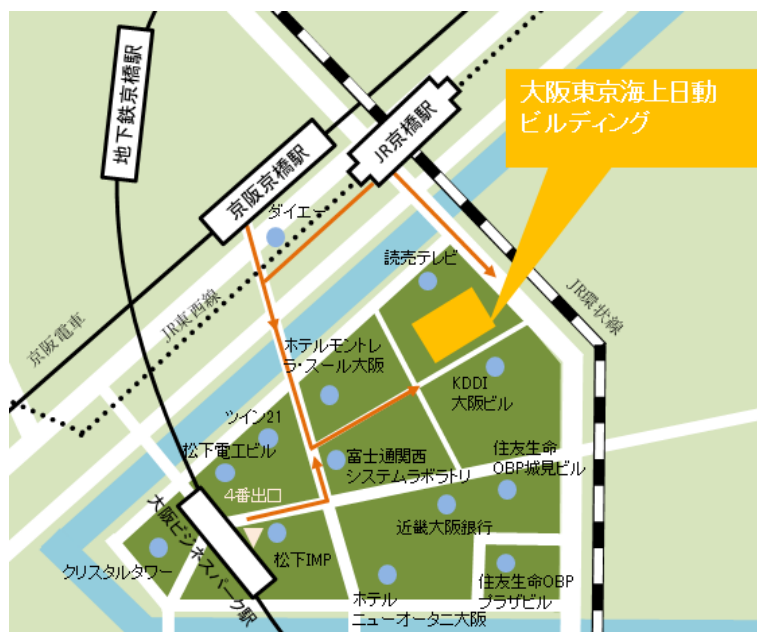 地下鉄京橋駅
京阪京橋駅
JR京橋駅
大阪東京海上日動
ビルディング
ダイエー
読売テレビ
京阪電車
JR東西線
JR環状線
ホテルモントレ
ラ・スール大阪
KDDI
大阪ビル
ツイン21
松下電工ビル
富士通関西
システムラボラトリ
住友生命
OBP城見ビル
4番出口
近畿大阪銀行
大阪ビジネスパーク駅
クリスタルタワー
松下IMP
ホテル
ニューオータニ大阪
住友生命OBP
プラザビル